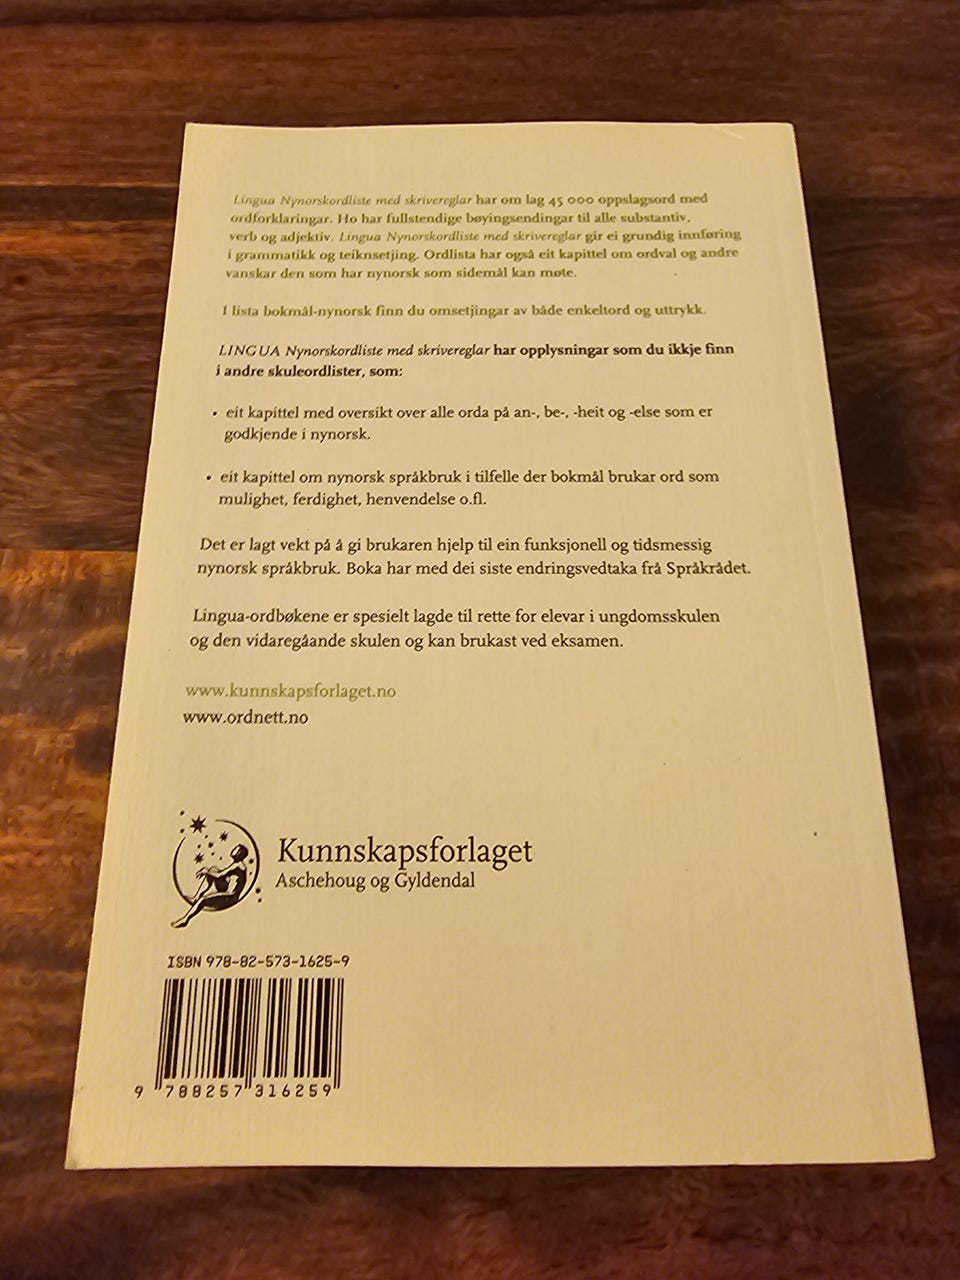 Lingua Nynorskordliste med skrivereglar har om lag 45 000 oppslagsord med
ordforklaringar. Ho har fullstendige bøyingsendingar til alle substantiv,
verb og adjektiv. Lingua Nynorskordliste med skrivereglar gir ei grundig innføring
i grammatikk og teiknsetjing. Ordlista har også eit kapittel om ordval og andre
vanskar den som har nynorsk som sidemål kan møte.
I lista bokmål-nynorsk finn du omsetjingar av både enkeltord og uttrykk.
LINGUA Nynorskordliste med skrivereglar har opplysningar som du ikkje finn
i andre skuleordlister, som:
• eit kapittel med oversikt over alle orda på an-, be-, -heit og -else som er
godkjende i nynorsk.
• eit kapittel om nynorsk språkbruk i tilfelle der bokmål brukar ord som
mulighet, ferdighet, henvendelse o.fl.
Det er lagt vekt på å gi brukaren hjelp til ein funksjonell og tidsmessig
nynorsk språkbruk. Boka har med dei siste endringsvedtaka frå Språkrådet.
Lingua-ordbøkene er spesielt lagde til rette for elevar i ungdomsskulen
og den vidaregåande skulen og kan brukast ved eksamen.
www.kunnskapsforlaget.no
www.ordnett.no
Kunnskapsforlaget
Aschehoug og Gyldendal
ISBN 978-82-573-1625-9
9 788257 316259